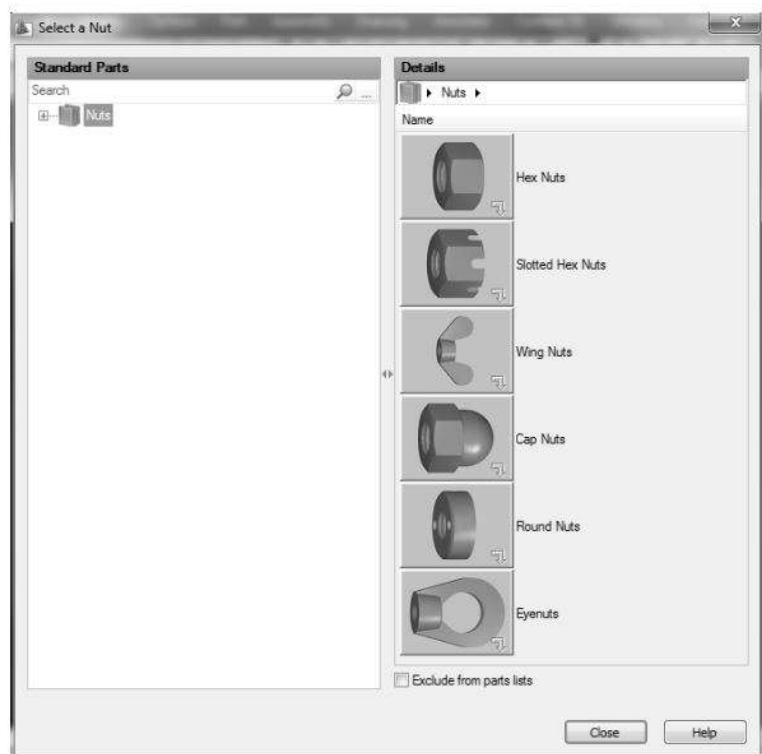 Select a Nut
Standard Parts
Search
...
Nuts
Details
Nuts
Name
Hex Nuts
Slotted Hex Nuts
Wing Nuts
Cap Nuts
Round Nuts
Eyenuts
Exclude from parts lists
Close
Help